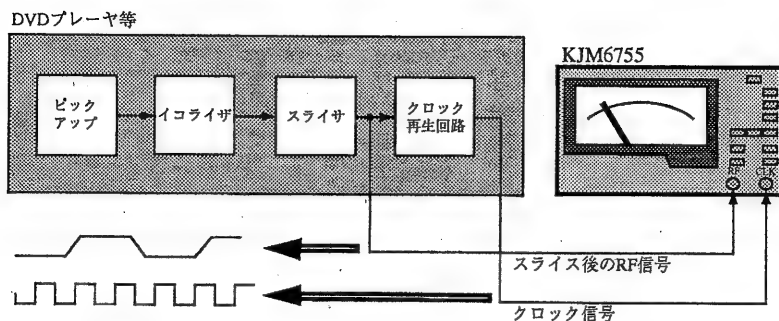 DVDプレーヤ等
KJM6755
ピック
アップ
イコライザ
スライサ
クロック
再生回路
RF
CLK
スライス後のRF信号
クロック信号